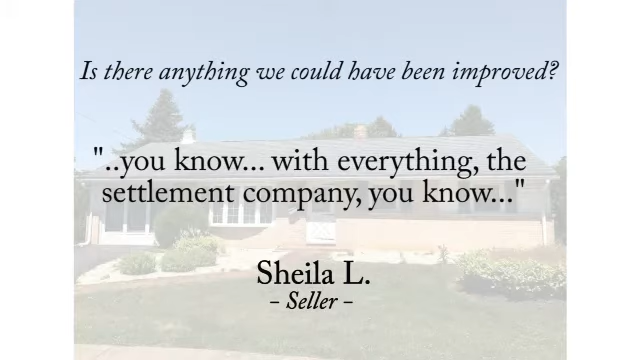 Is there anything we could have been improved?
"..you know... with everything, the
settlement company, you know..."
Sheila L.
- Seller -